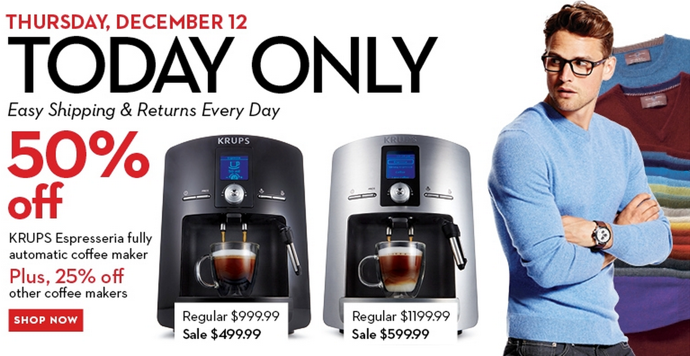 THURSDAY, DECEMBER 12
TODAY ONLY
Easy Shipping & Returns Every Day
50%
off
KRUPS Espresseria fully
automatic coffee maker
Plus, 25% off
other coffee makers
SHOP NOW
KRUPS
Regular $999.99
Sale $499.99
KRUPS
Regular $1199.99
Sale $599.99